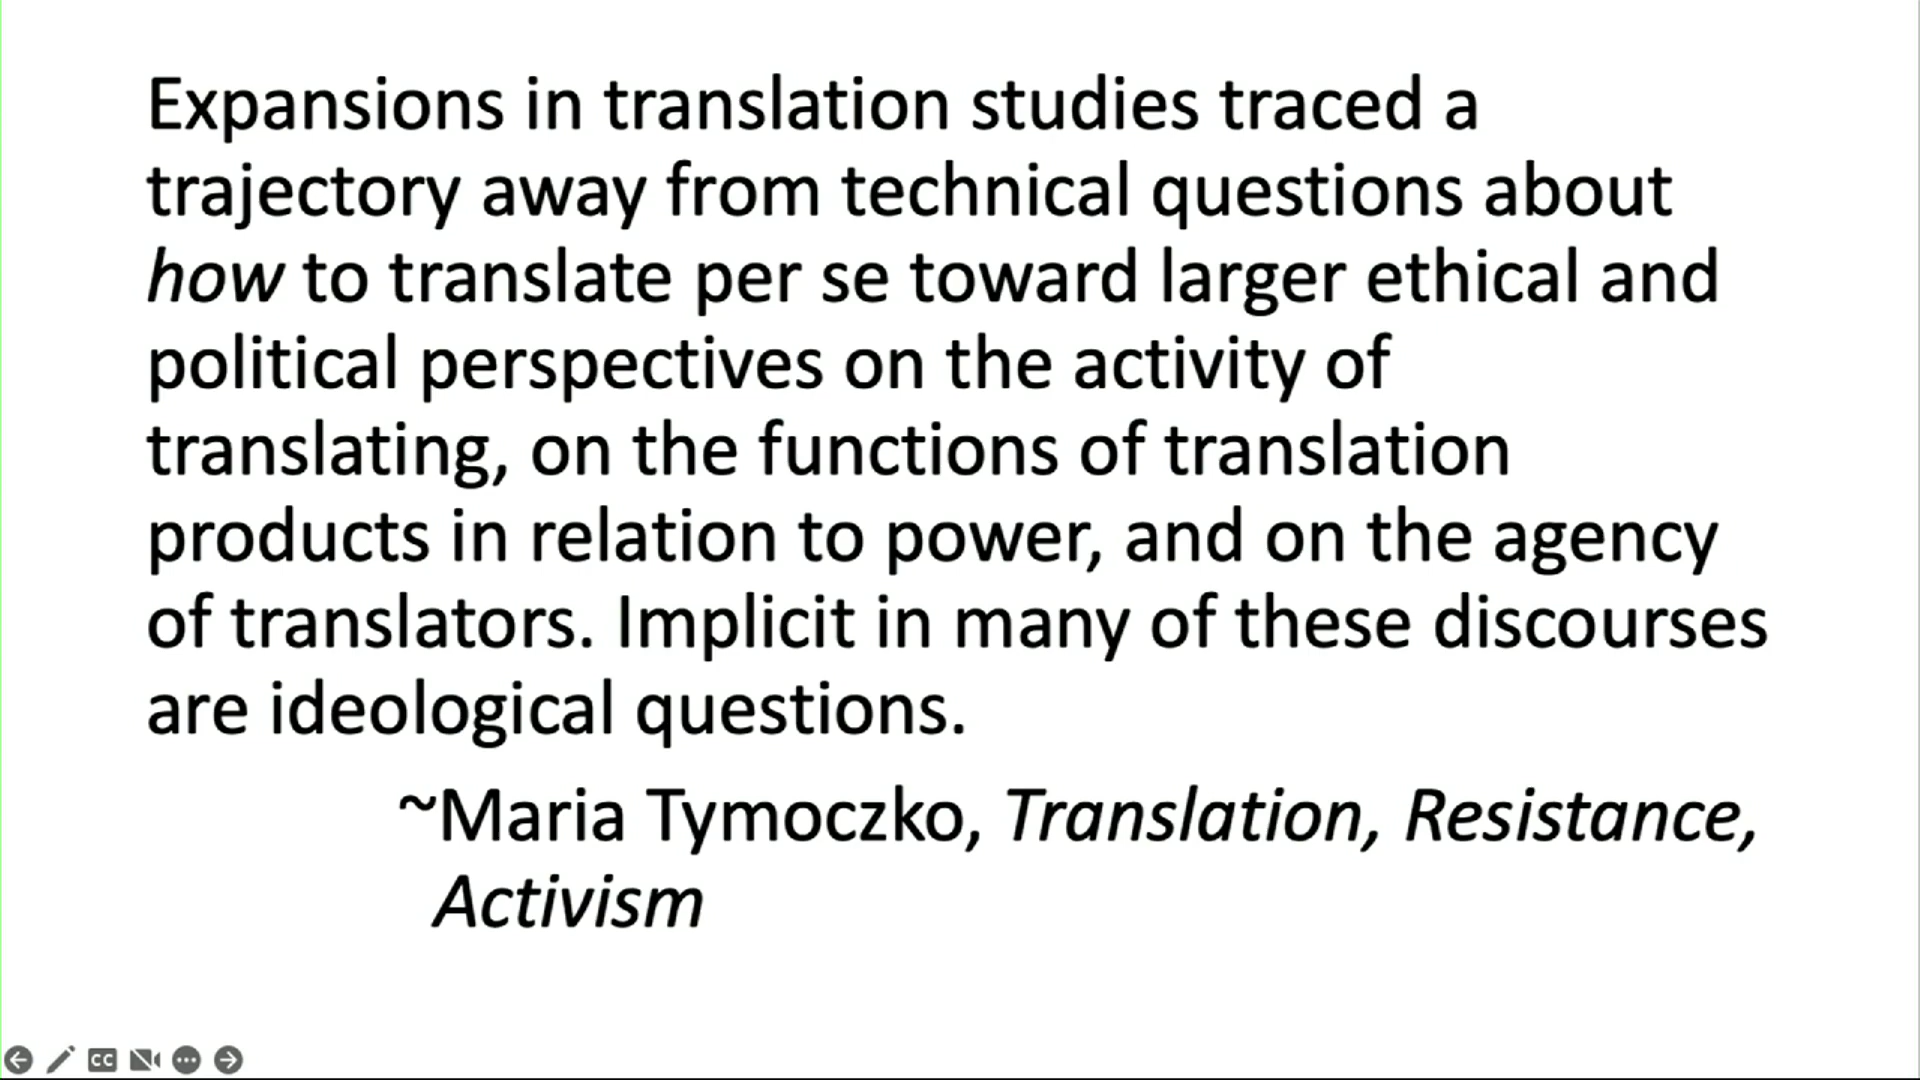 Expansions in translation studies traced a
trajectory away from technical questions about
how to translate per se toward larger ethical and
political perspectives on the activity of
translating, on the functions of translation
products in relation to power, and on the agency
of translators. Implicit in many of these discourses
are ideological questions.
~Maria Tymoczko, Translation, Resistance,
Activism
CC